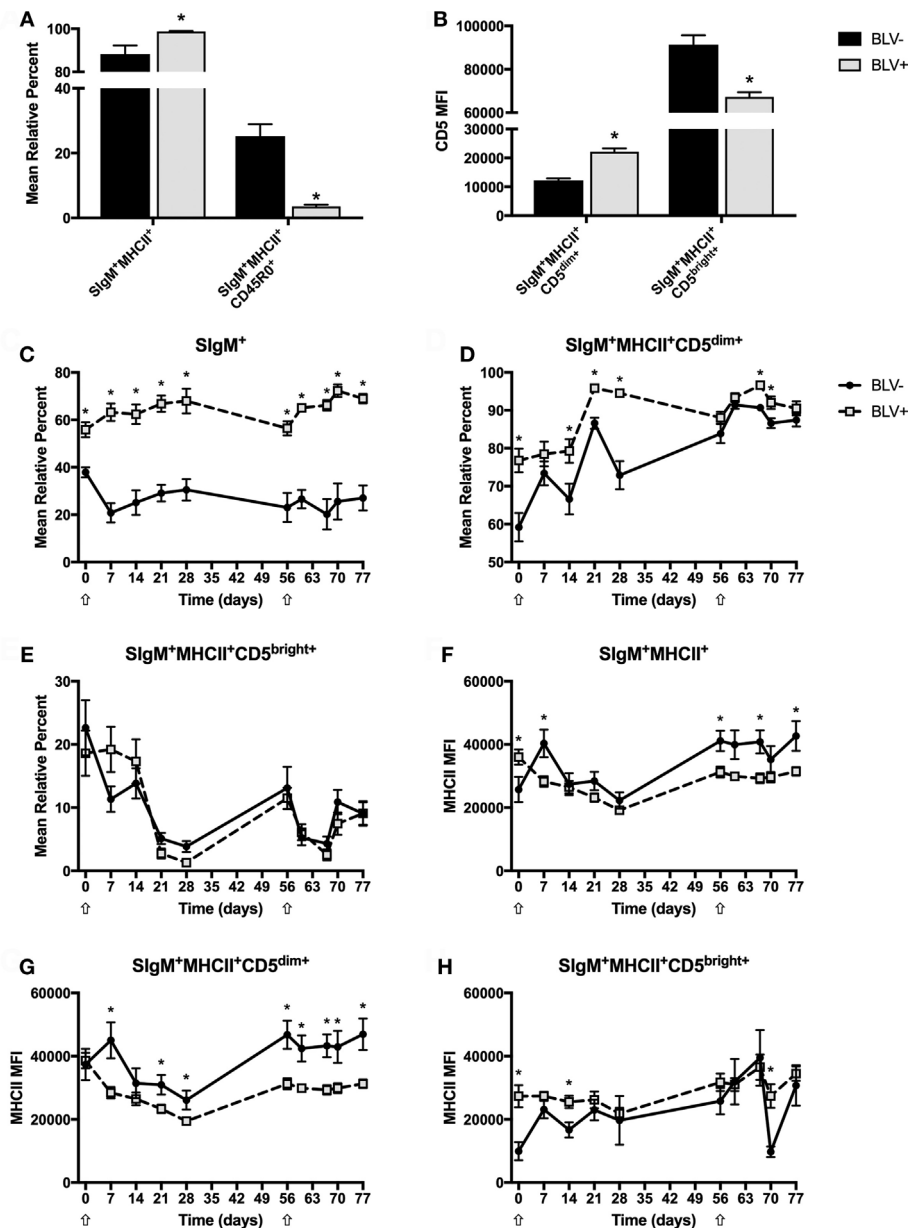 A
Mean Relative Percent
100
80
40
20
0
*
*
SIgM+MHCII+
SIgM+MHCII+
CD45R0+
B
CD5 MFI
100000
80000
60000
30000
20000
10000
0
*
*
SIgM+MHCII+
CD5dim+
SIgM+MHCII+
CD5bright+
BLV-
BLV+
C
SIgM+
Mean Relative Percent
80
60
40
20
0
* * * * * * * * * *
0 7 14 21 28 35 42 49 56 63 70 77
⇧ Time (days) ⇧
D
SIgM+MHCII+CD5dim+
Mean Relative Percent
100
90
80
70
60
50
* * * * * *
0 7 14 21 28 35 42 49 56 63 70 77
⇧ Time (days) ⇧
BLV-
BLV+
E
SIgM+MHCII+CD5bright+
Mean Relative Percent
30
20
10
0
0 7 14 21 28 35 42 49 56 63 70 77
⇧ Time (days) ⇧
F
SIgM+MHCII+
MHCII MFI
60000
40000
20000
0
* * * * *
0 7 14 21 28 35 42 49 56 63 70 77
⇧ Time (days) ⇧
G
SIgM+MHCII+CD5dim+
MHCII MFI
60000
40000
20000
0
* * * * * * * *
0 7 14 21 28 35 42 49 56 63 70 77
⇧ Time (days) ⇧
H
SIgM+MHCII+CD5bright+
MHCII MFI
60000
40000
20000
0
* * *
0 7 14 21 28 35 42 49 56 63 70 77
⇧ Time (days) ⇧